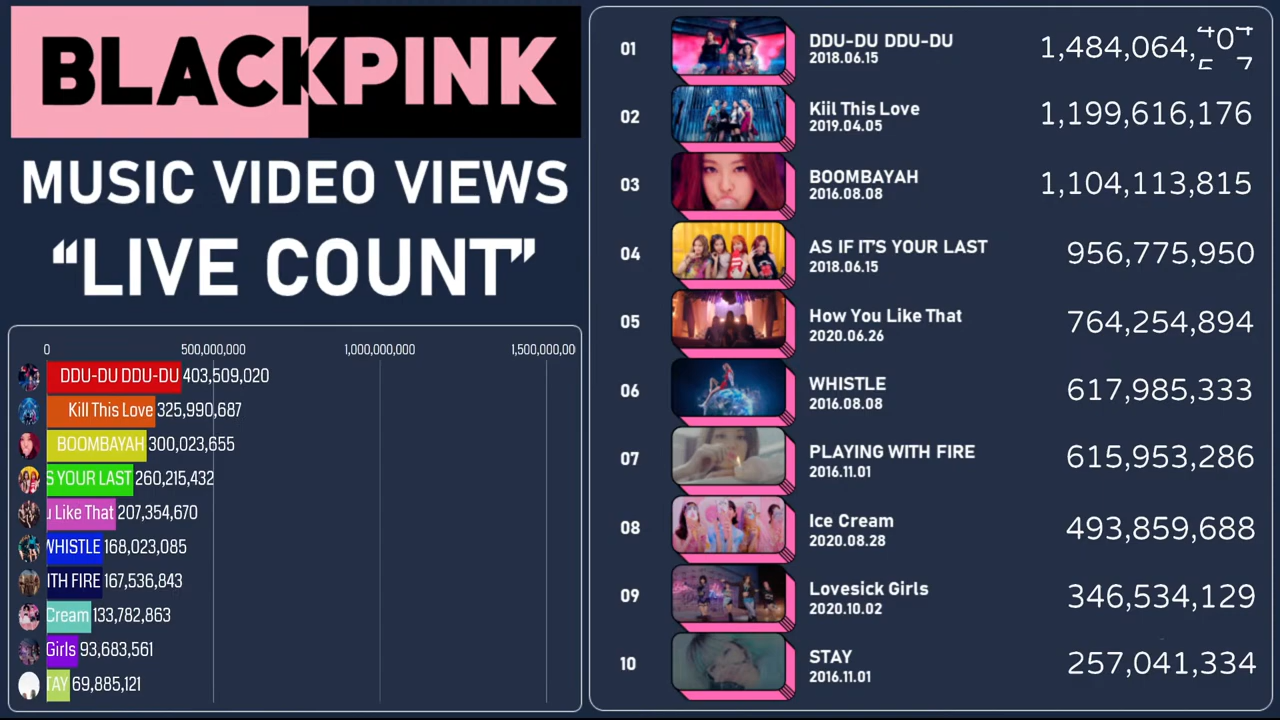 BLACKPINK
MUSIC VIDEO VIEWS
“LIVE COUNT”
0 500,000,000 1,000,000,000 1,500,000,00
DDU-DU DDU-DU 403,509,020
Kill This Love 325,990,687
BOOMBAYAH 300,023,655
S YOUR LAST 260,215,432
u Like That 207,354,670
WHISTLE 168,023,085
ITH FIRE 167,536,843
Cream 133,782,863
Girls 93,683,561
TAY 69,885,121
01 DDU-DU DDU-DU 1,484,064,
2018.06.15
02 Kiil This Love 1,199,616,176
2019.04.05
03 BOOMBAYAH 1,104,113,815
2016.08.08
04 AS IF IT'S YOUR LAST 956,775,950
2018.06.15
05 How You Like That 764,254,894
2020.06.26
06 WHISTLE 617,985,333
2016.08.08
07 PLAYING WITH FIRE 615,953,286
2016.11.01
08 Ice Cream 493,859,688
2020.08.28
09 Lovesick Girls 346,534,129
2020.10.02
10 STAY 257,041,334
2016.11.01